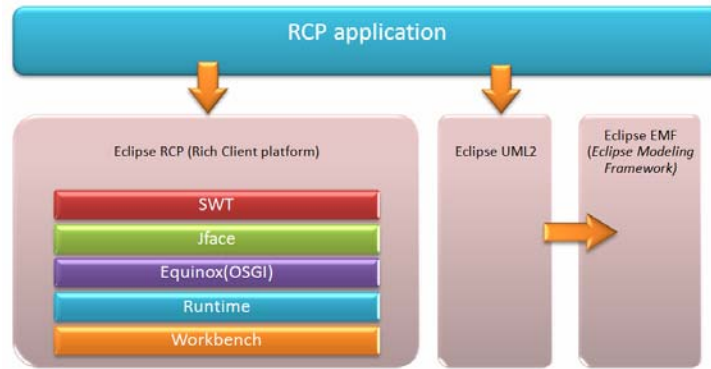 RCP application
Eclipse RCP (Rich Client platform)
SWT
Jface
Equinox(OSGI)
Runtime
Workbench
Eclipse UML2
Eclipse EMF
(Eclipse Modeling
Framework)